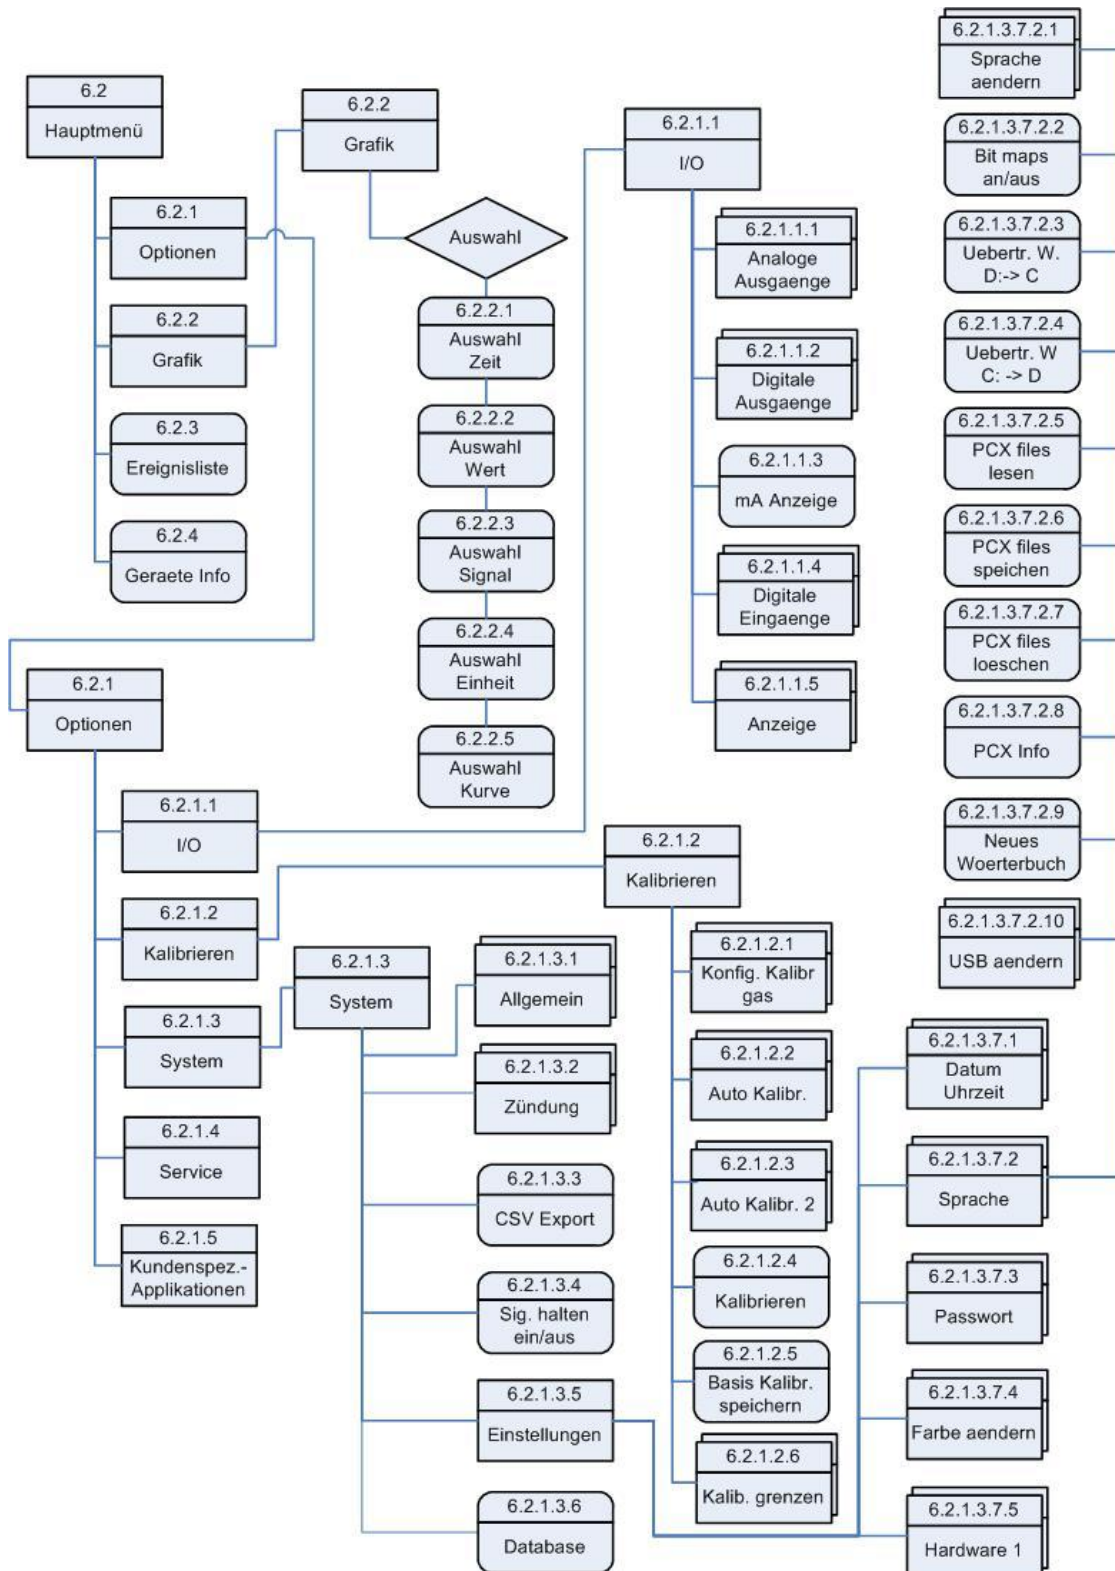 6.2
Hauptmenü
6.2.1
Optionen
6.2.2
Grafik
6.2.3
Ereignisliste
6.2.4
Geraete Info
6.2.2
Grafik
Auswahl
6.2.2.1
Auswahl
Zeit
6.2.2.2
Auswahl
Wert
6.2.2.3
Auswahl
Signal
6.2.2.4
Auswahl
Einheit
6.2.2.5
Auswahl
Kurve
6.2.1.1
I/O
6.2.1.1.1
Analoge
Ausgaenge
6.2.1.1.2
Digitale
Ausgaenge
6.2.1.1.3
mA Anzeige
6.2.1.1.4
Digitale
Eingaenge
6.2.1.1.5
Anzeige
6.2.1
Optionen
6.2.1.1
I/O
6.2.1.2
Kalibrieren
6.2.1.3
System
6.2.1.4
Service
6.2.1.5
Kundenspez.-
Applikationen
6.2.1.3
System
6.2.1.3.1
Allgemein
6.2.1.3.2
Zündung
6.2.1.3.3
CSV Export
6.2.1.3.4
Sig. halten
ein/aus
6.2.1.3.5
Einstellungen
6.2.1.3.6
Database
6.2.1.2
Kalibrieren
6.2.1.2.1
Konfig. Kalibr
gas
6.2.1.2.2
Auto Kalibr.
6.2.1.2.3
Auto Kalibr. 2
6.2.1.2.4
Kalibrieren
6.2.1.2.5
Basis Kalibr.
speichern
6.2.1.2.6
Kalib. grenzen
6.2.1.3.7.2.1
Sprache
aendern
6.2.1.3.7.2.2
Bit maps
an/aus
6.2.1.3.7.2.3
Uebertr. W.
D:-> C
6.2.1.3.7.2.4
Uebertr. W
C: -> D
6.2.1.3.7.2.5
PCX files
lesen
6.2.1.3.7.2.6
PCX files
speichen
6.2.1.3.7.2.7
PCX files
loeschen
6.2.1.3.7.2.8
PCX Info
6.2.1.3.7.2.9
Neues
Woerterbuch
6.2.1.3.7.2.10
USB aendern
6.2.1.3.7.1
Datum
Uhrzeit
6.2.1.3.7.2
Sprache
6.2.1.3.7.3
Passwort
6.2.1.3.7.4
Farbe aendern
6.2.1.3.7.5
Hardware 1